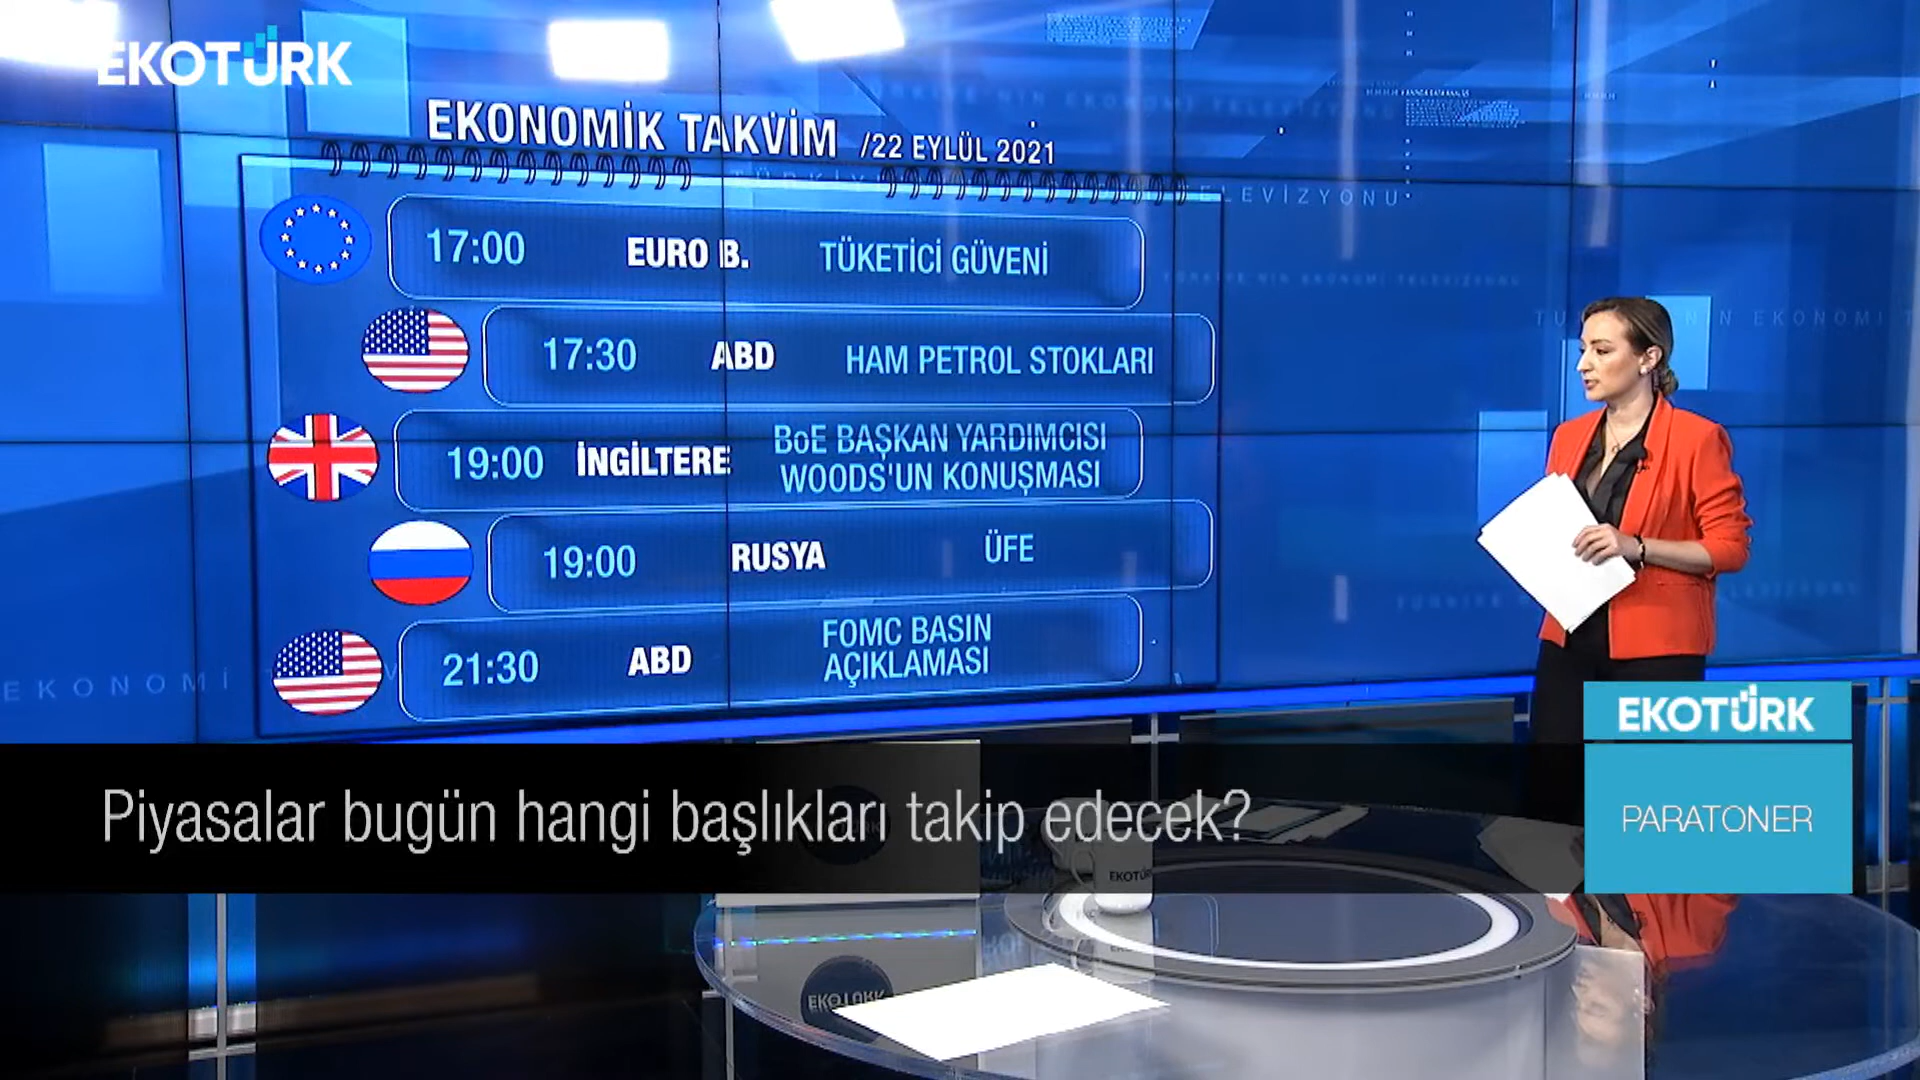 EKOTÜRK
EKONOMİK TAKVİM /22 EYLÜL 2021
17:00 EURO B. TÜKETİCİ GÜVENİ
17:30 ABD HAM PETROL STOKLARI
19:00 İNGİLTERE BoE BAŞKAN YARDIMCISI
WOODS'UN KONUŞMASI
19:00 RUSYA ÜFE
21:30 ABD FOMC BASIN
AÇIKLAMASI
EKONOMİ
EKOTÜRK
PARATONER
Piyasalar bugün hangi başlıkları takip edecek?
EKOTÜRK